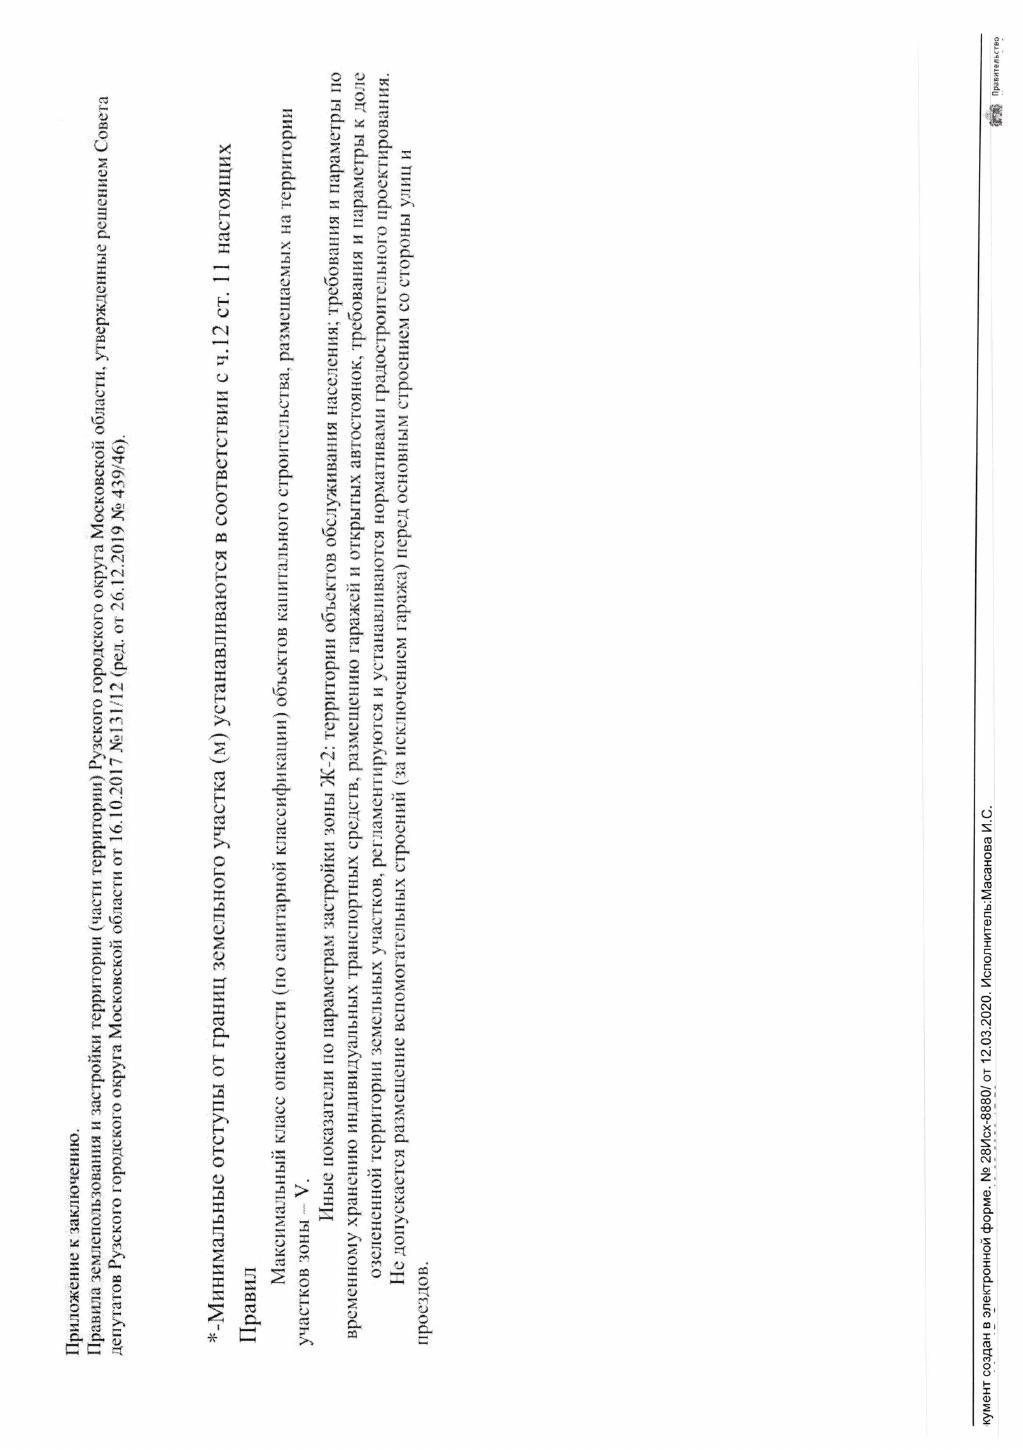 Приложение к заключению.
Правила землепользования и застройки территории (части территории) Рузского городского округа Московской области, утвержденные решением Совета
депутатов Рузского городского округа Московской области от 16.10.2017 №131/12 (ред. от 26.12.2019 № 439/46).
*-Минимальные отступы от границ земельного участка (м) устанавливаются в соответствии с ч.12 ст. 11 настоящих
Правил
Максимальный класс опасности (по санитарной классификации) объектов капитального строительства, размещаемых на территории
участков зоны – V.
Иные показатели по параметрам застройки зоны Ж-2: территории объектов обслуживания населения; требования и параметры по
временному хранению индивидуальных транспортных средств, размещению гаражей и открытых автостоянок, требования и параметры к доле
озелененной территории земельных участков, регламентируются и устанавливаются нормативами градостроительного проектирования.
Не допускается размещение вспомогательных строений (за исключением гаража) перед основным строением со стороны улиц и
проездов.
кумент создан в электронной форме. № 28Исх-8880/ от 12.03.2020. Исполнитель:Масанова И.С.
Правительство